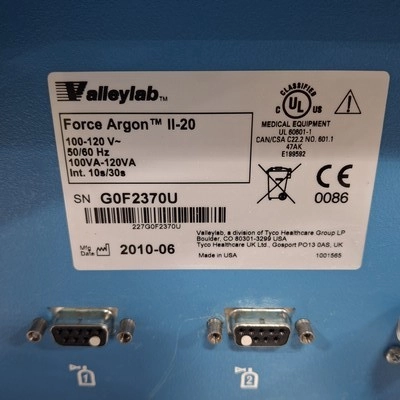 Valleylab™
Force Argon™ II-20
100-120 V~
50/60 Hz
100VA-120VA
Int. 10s/30s
CLASSIFIED
C UL US
MEDICAL EQUIPMENT
UL 60601-1
CAN/CSA C22.2 NO. 601.1
47AK
E199592
CE
0086
SN G0F2370U
227G0F2370U
Mfg
Date 2010-06
Valleylab, a division of Tyco Healthcare Group LP
Boulder, CO 80301-3299 USA
Tyco Healthcare UK Ltd., Gosport PO13 0AS, UK
Made in USA
1001565
1
2